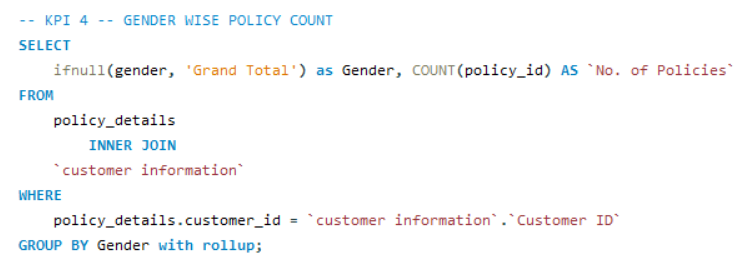 -- KPI 4 -- GENDER WISE POLICY COUNT
SELECT
    ifnull(gender, 'Grand Total') as Gender, COUNT(policy_id) AS `No. of Policies`
FROM
    policy_details
        INNER JOIN
    `customer information`
WHERE
    policy_details.customer_id = `customer information`.`Customer ID`
GROUP BY Gender with rollup;